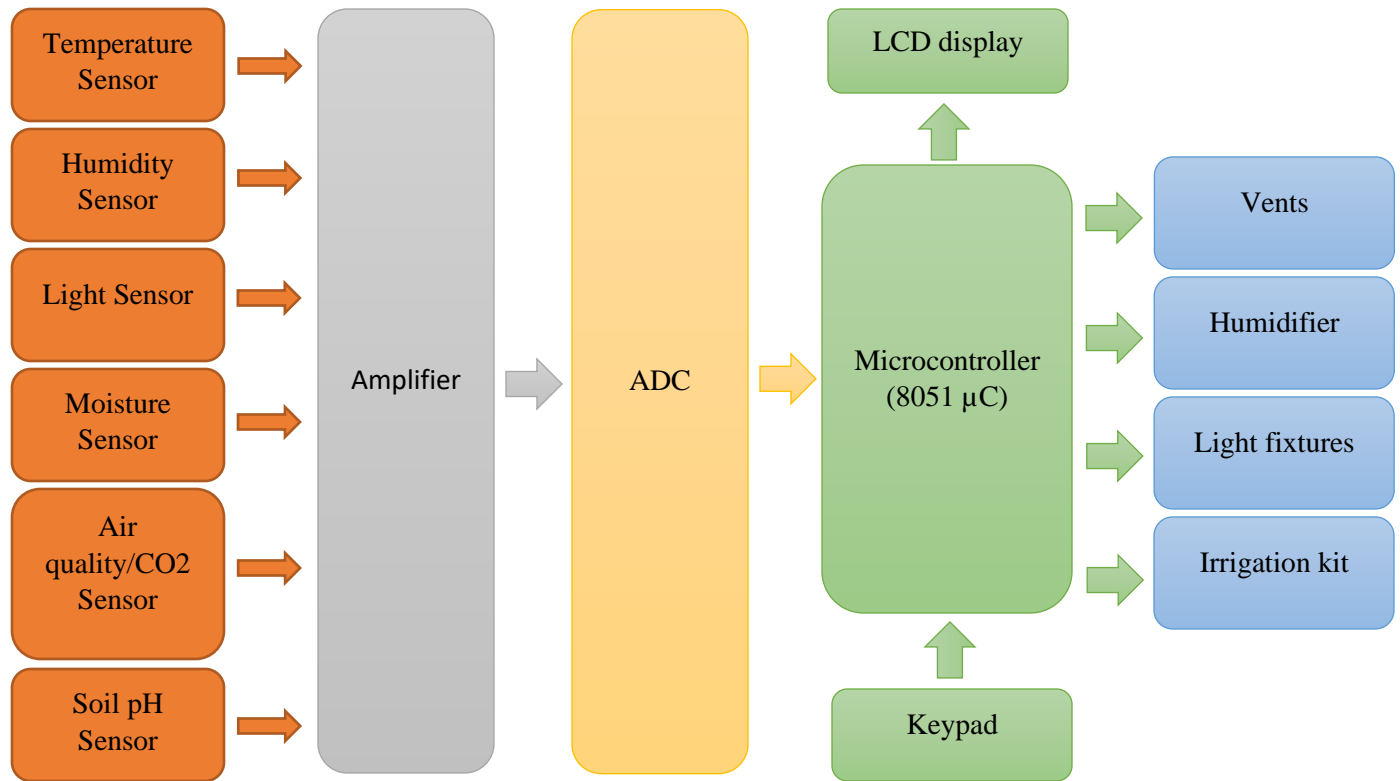 Temperature
Sensor
Humidity
Sensor
Light Sensor
Moisture
Sensor
Air
quality/CO2
Sensor
Soil pH
Sensor
Amplifier
ADC
LCD display
Microcontroller
(8051 µC)
Keypad
Vents
Humidifier
Light fixtures
Irrigation kit